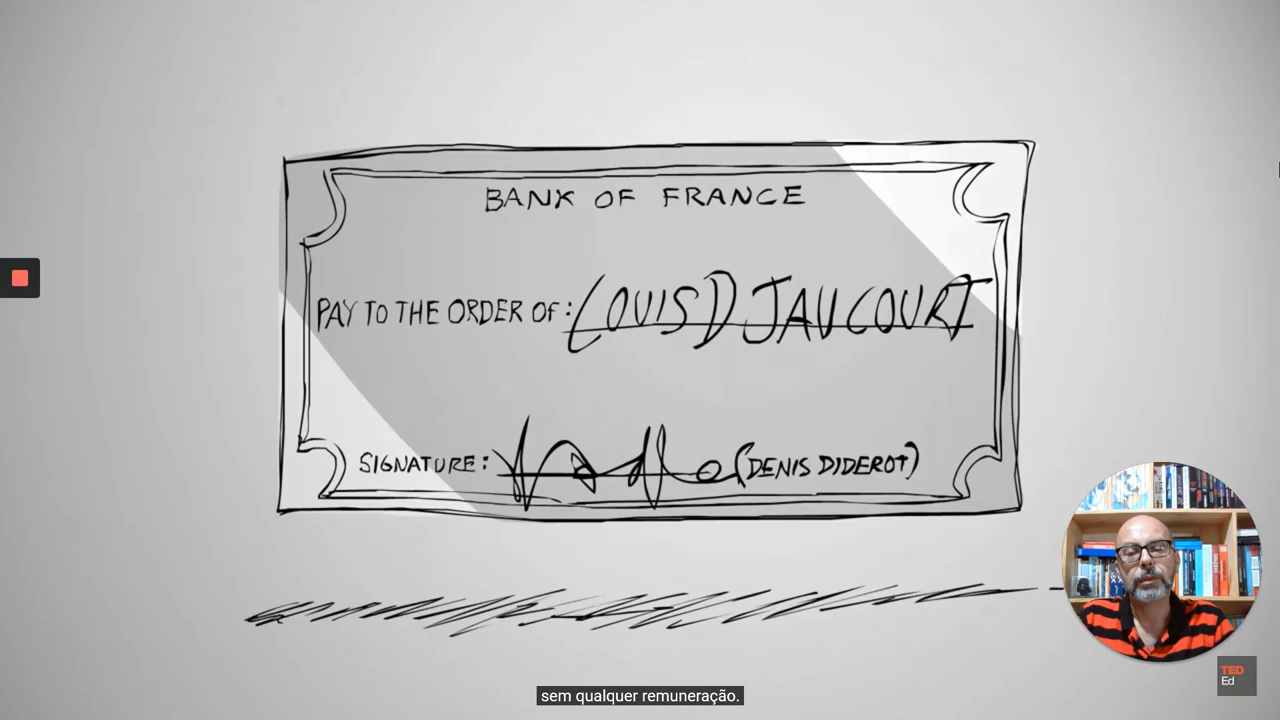 BANK OF FRANCE
PAY TO THE ORDER OF: LOUIS D JAUCOURT
SIGNATURE: (DENIS DIDEROT)
TED
Ed
sem qualquer remuneração.